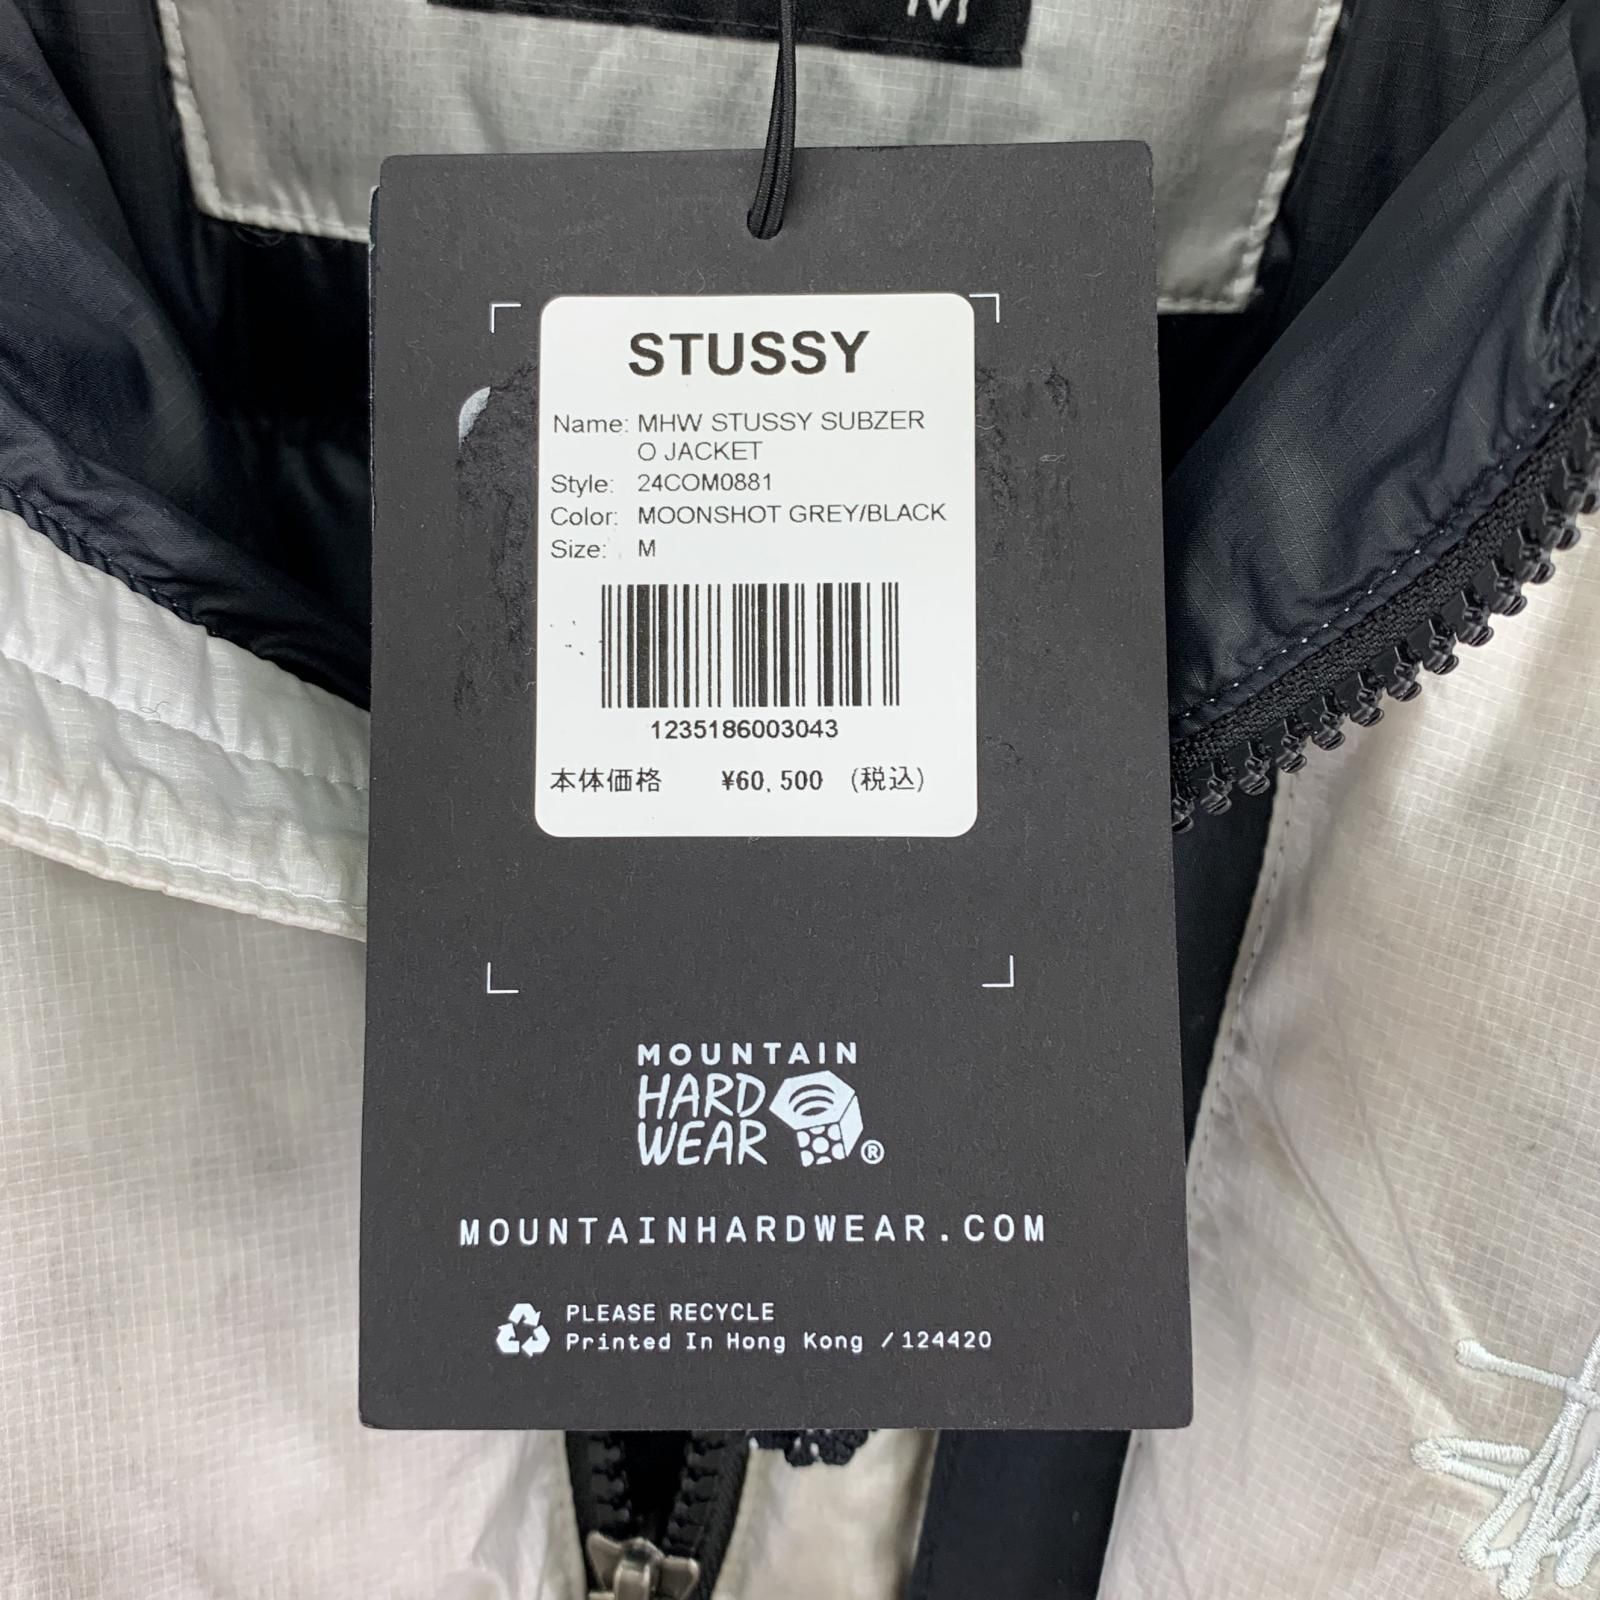 M
STUSSY
Name: MHW STUSSY SUBZER
O JACKET
Style: 24COM0881
Color: MOONSHOT GREY/BLACK
Size: M
1235186003043
本体価格 ¥60,500 (税込)
MOUNTAIN
HARD
WEAR®
MOUNTAINHARDWEAR.COM
PLEASE RECYCLE
Printed In Hong Kong /124420